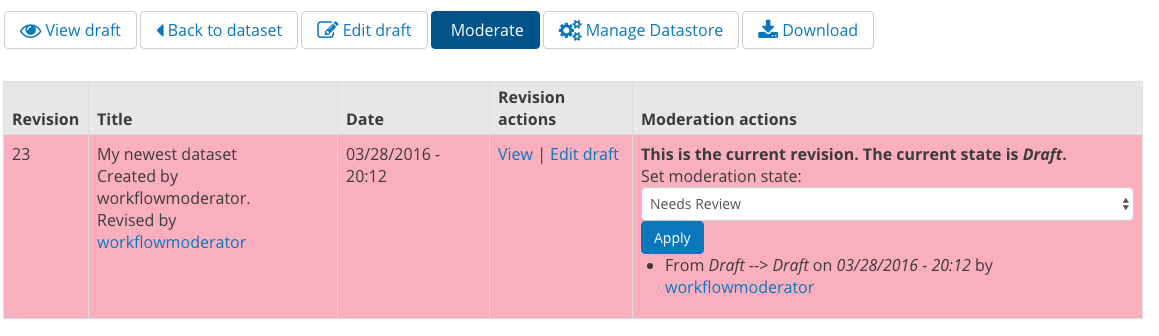 View draft Back to dataset Edit draft Moderate Manage Datastore Download
Revision Title Date Revision actions Moderation actions
23
My newest dataset
Created by
workflowmoderator.
Revised by
workflowmoderator
03/28/2016 -
20:12
View | Edit draft
This is the current revision. The current state is Draft.
Set moderation state:
Needs Review
Apply
From Draft --> Draft on 03/28/2016 - 20:12 by
workflowmoderator